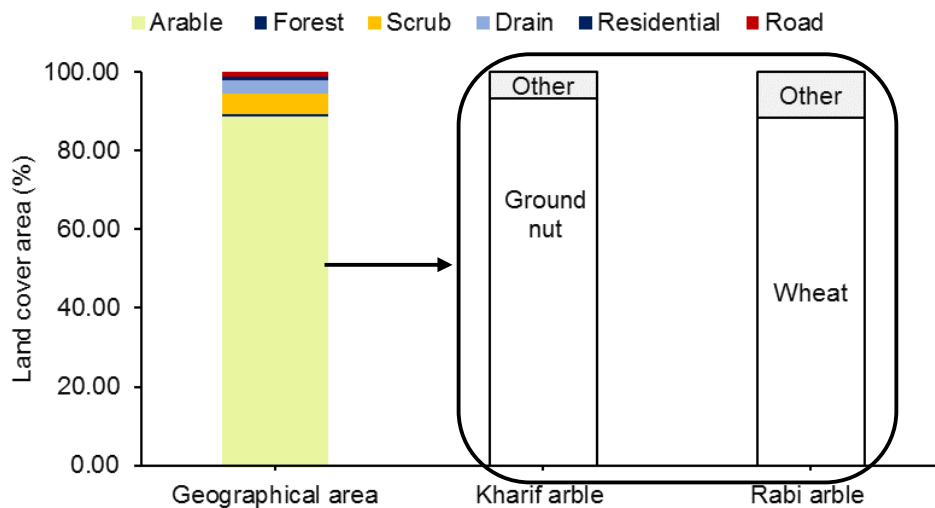 Arable Forest Scrub Drain Residential Road
Land cover area (%)
100.00
80.00
60.00
40.00
20.00
0.00
Other
Ground
nut
Other
Wheat
Geographical area Kharif arble Rabi arble